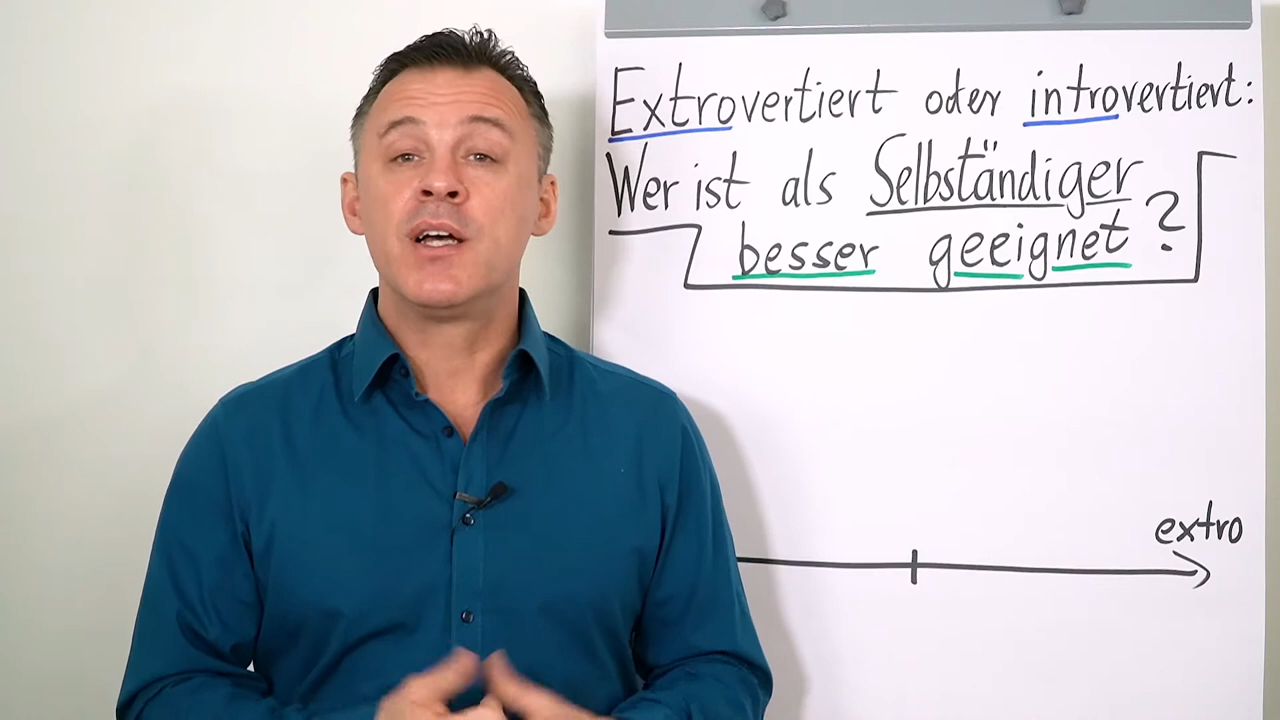 Extrovertiert oder introvertiert:
Wer ist als Selbständiger
besser geeignet?
extro